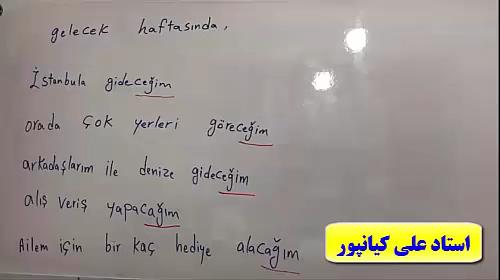 gelecek haftasında,
İstanbula gideceğim
orada çok yerleri göreceğim
arkadaşlarım ile denize gideceğim
alış veriş yapacağım
Ailem için bir kaç hediye alacağım
استاد علی کیانپور